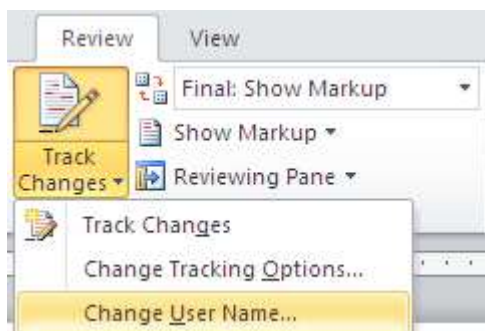 Review View
Final: Show Markup
Show Markup
Track
Changes
Reviewing Pane
Track Changes
Change Tracking Options...
Change User Name...